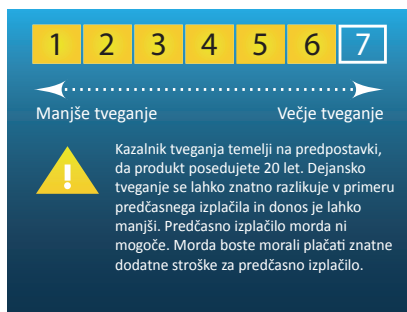 1 2 3 4 5 6 7
Manjše tveganje Večje tveganje
!
Kazalnik tveganja temelji na predpostavki,
da produkt posedujete 20 let. Dejansko
tveganje se lahko znatno razlikuje v primeru
predčasnega izplačila in donos je lahko
manjši. Predčasno izplačilo morda ni
mogoče. Morda boste morali plačati znatne
dodatne stroške za predčasno izplačilo.